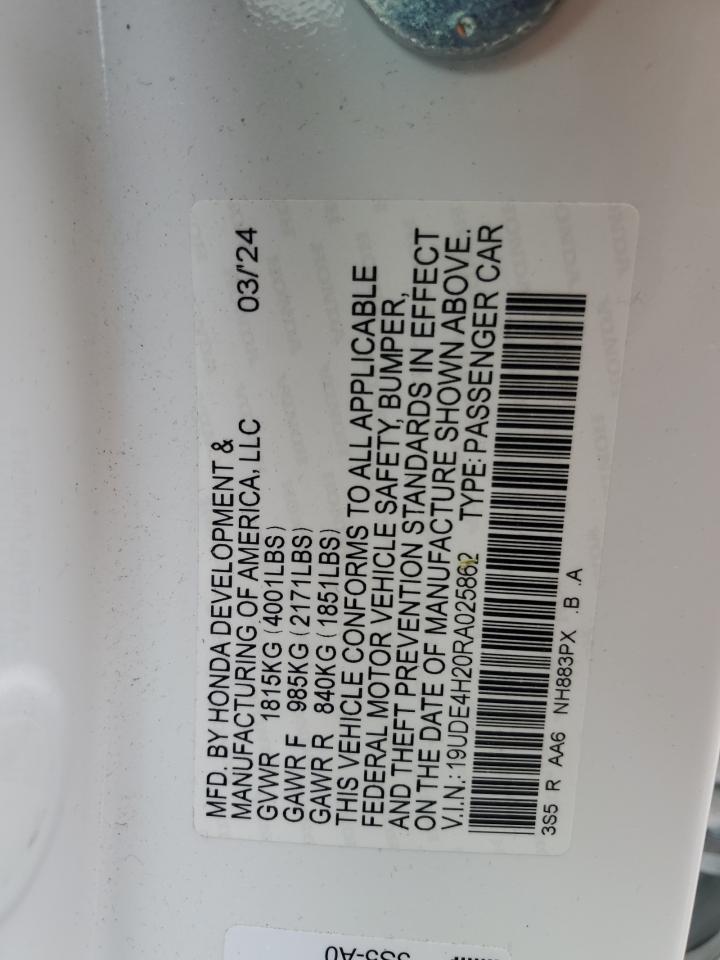 MFD. BY HONDA DEVELOPMENT &
MANUFACTURING OF AMERICA, LLC 03/'24
GVWR 1815KG (4001LBS)
GAWR F 985KG (2171LBS)
GAWR R 840KG (1851LBS)
THIS VEHICLE CONFORMS TO ALL APPLICABLE
FEDERAL MOTOR VEHICLE SAFETY, BUMPER,
AND THEFT PREVENTION STANDARDS IN EFFECT
ON THE DATE OF MANUFACTURE SHOWN ABOVE.
V.I.N.: 19UDE4H20RA025862 TYPE: PASSENGER CAR
3S5 R AA6 NH883PX .B .A
3S5-A0